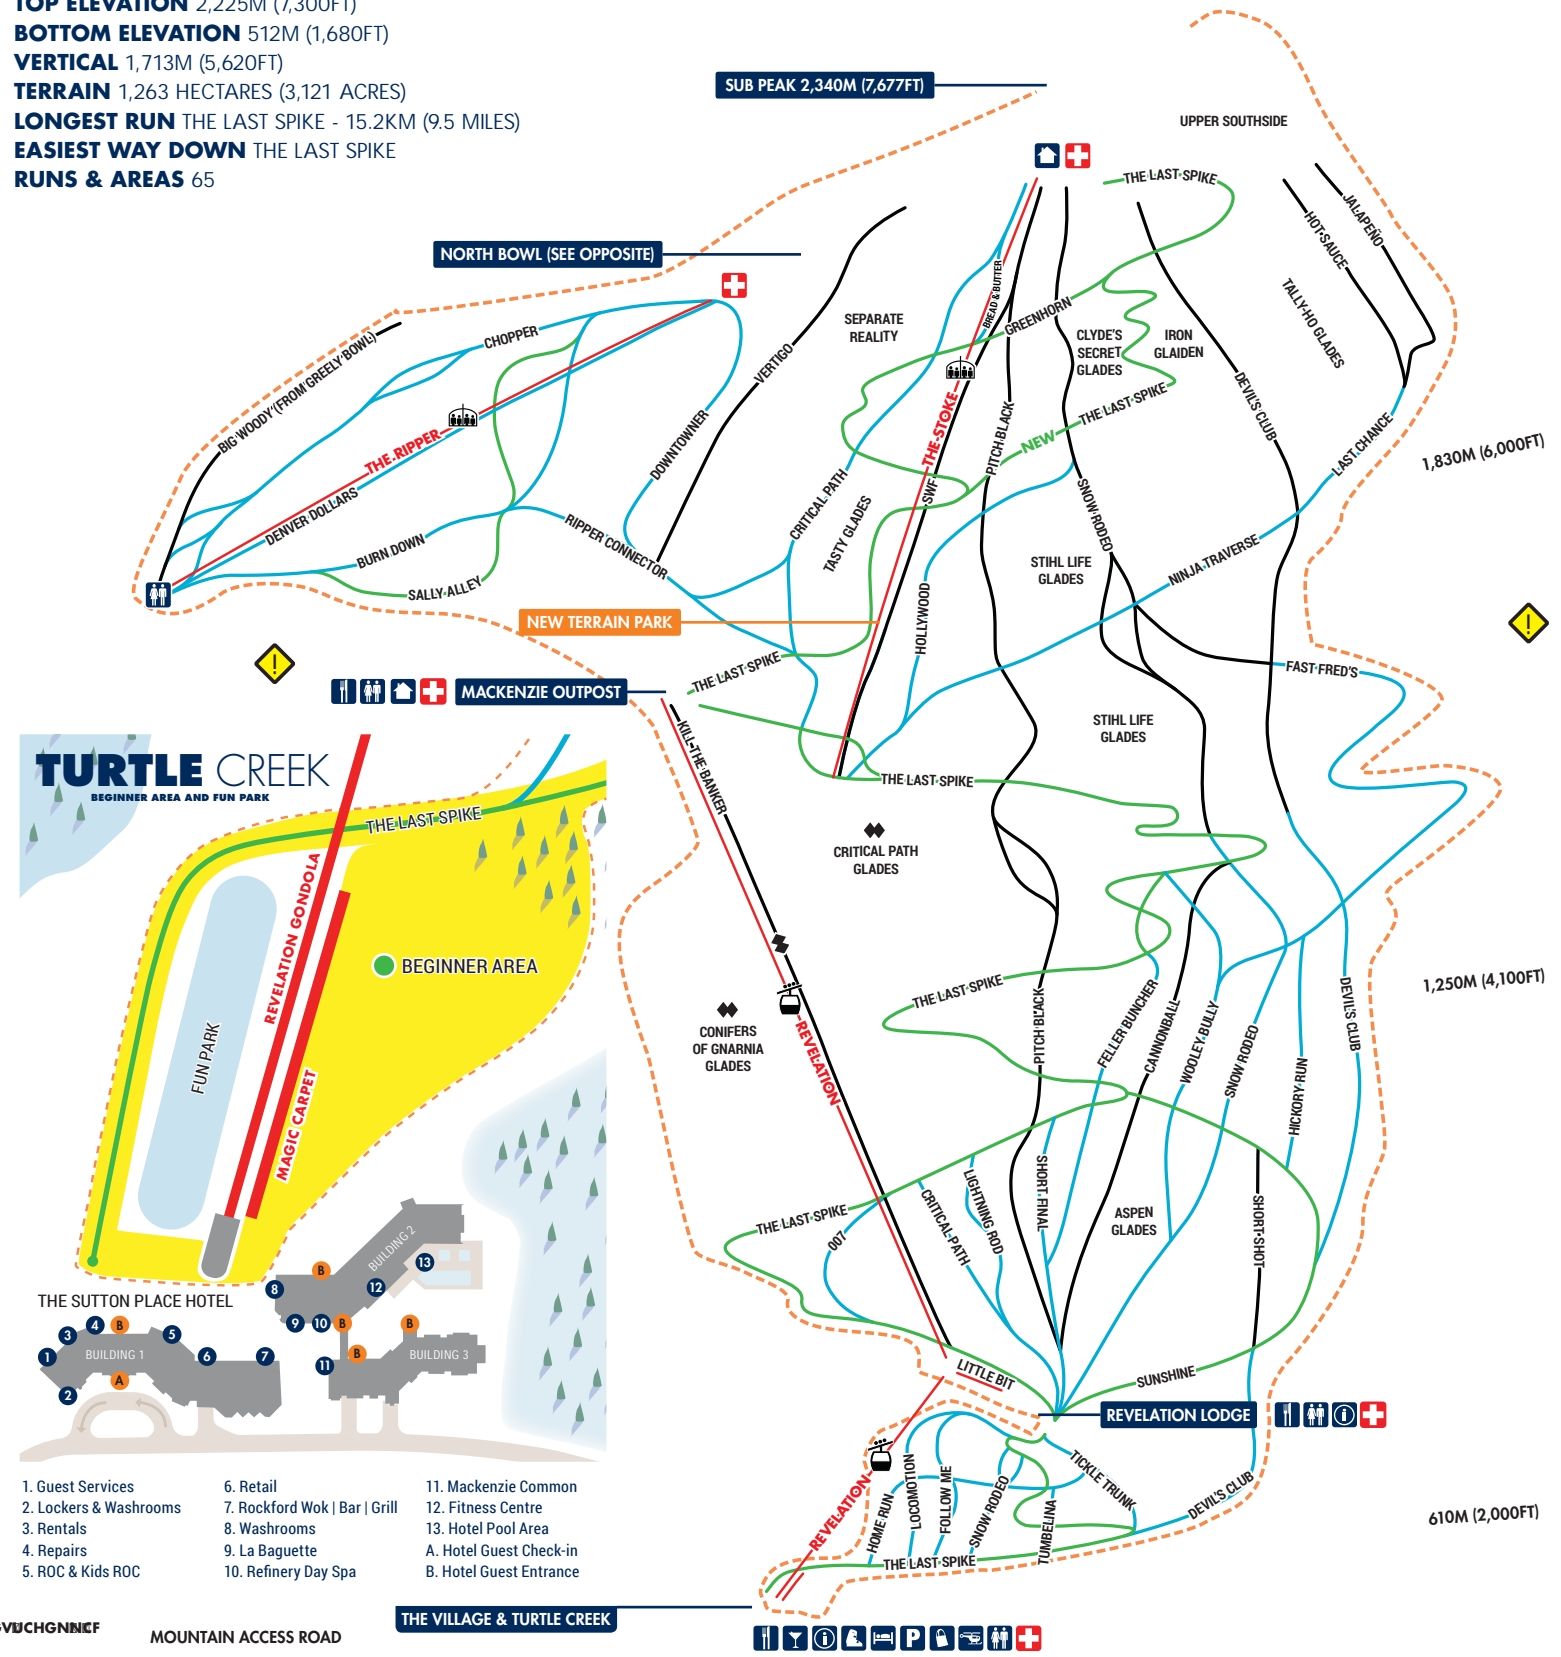 TOP ELEVATION 2,225M (7,300FT)
BOTTOM ELEVATION 512M (1,680FT)
VERTICAL 1,713M (5,620FT)
TERRAIN 1,263 HECTARES (3,121 ACRES)
LONGEST RUN THE LAST SPIKE - 15.2KM (9.5 MILES)
EASIEST WAY DOWN THE LAST SPIKE
RUNS & AREAS 65
SUB PEAK 2,340M (7,677FT)
UPPER SOUTHSIDE
THE LAST SPIKE
JALAPEÑO
HOT SAUCE
NORTH BOWL (SEE OPPOSITE)
BREAD & BUTTER
TALLY-HO GLADES
GREENHORN
SEPARATE
REALITY
CLYDE'S
SECRET
GLADES
IRON
GLAIDEN
CHOPPER
BIG WOODY (FROM GREELY BOWL)
VERTIGO
DEVIL'S CLUB
THE RIPPER
DOWNTOWNER
THE STOKE
PITCH BLACK
NEW
THE LAST SPIKE
LAST CHANCE
1,830M (6,000FT)
DENVER DOLLARS
CRITICAL PATH
TASTY GLADES
SWF
SNOW RODEO
BURN DOWN
RIPPER CONNECTOR
STIHL LIFE
GLADES
NINJA TRAVERSE
SALLY ALLEY
HOLLYWOOD
NEW TERRAIN PARK
THE LAST SPIKE
FAST FRED'S
MACKENZIE OUTPOST
KILL THE BANKER
STIHL LIFE
GLADES
THE LAST SPIKE
CRITICAL PATH
GLADES
TURTLE CREEK
BEGINNER AREA AND FUN PARK
THE LAST SPIKE
REVELATION GONDOLA
BEGINNER AREA
FUN PARK
MAGIC CARPET
THE LAST SPIKE
1,250M (4,100FT)
CONIFERS
OF GNARNIA
GLADES
REVELATION
PITCH BLACK
FELLER BUNCHER
CANNONBALL
WOOLEY BULLY
SNOW RODEO
HICKORY RUN
DEVIL'S CLUB
THE LAST SPIKE
007
CRITICAL PATH
LIGHTNING ROD
SHORT FINAL
ASPEN
GLADES
SHORT SHOT
BUILDING 2
13
B
8
12
THE SUTTON PLACE HOTEL
9
10
B
B
3
4
B
5
1
BUILDING 1
6
7
11
B
BUILDING 3
2
A
LITTLE BIT
SUNSHINE
REVELATION LODGE
REVELATION
HOME RUN
LOCOMOTION
FOLLOW ME
SNOW RODEO
TUMBELINA
TICKLE TRUNK
DEVIL'S CLUB
THE LAST SPIKE
610M (2,000FT)
1. Guest Services
2. Lockers & Washrooms
3. Rentals
4. Repairs
5. ROC & Kids ROC
6. Retail
7. Rockford Wok | Bar | Grill
8. Washrooms
9. La Baguette
10. Refinery Day Spa
11. Mackenzie Common
12. Fitness Centre
13. Hotel Pool Area
A. Hotel Guest Check-in
B. Hotel Guest Entrance
THE VILLAGE & TURTLE CREEK
MOUNTAIN ACCESS ROAD
P